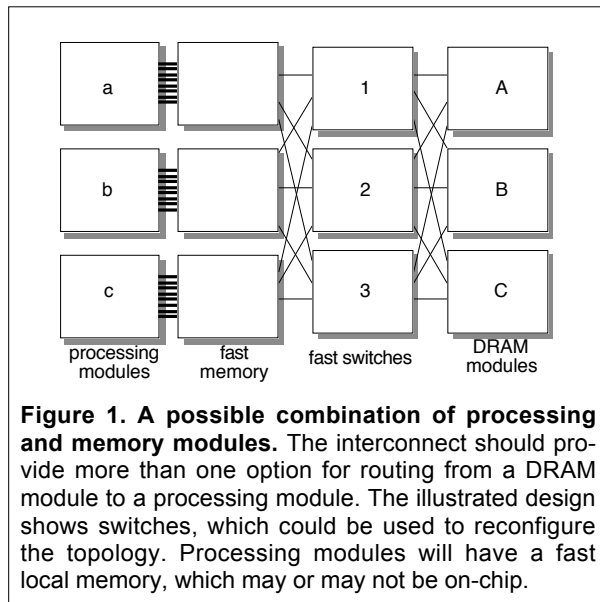 a
1
A
b
2
B
c
3
C
processing
modules
fast
memory
fast switches
DRAM
modules
Figure 1. A possible combination of processing
and memory modules. The interconnect should pro-
vide more than one option for routing from a DRAM
module to a processing module. The illustrated design
shows switches, which could be used to reconfigure
the topology. Processing modules will have a fast
local memory, which may or may not be on-chip.